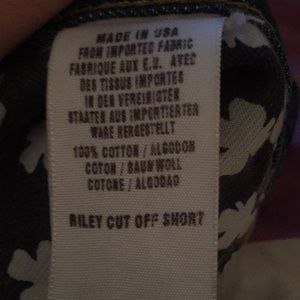 MADE IN USA
FROM IMPORTED FABRIC
FABRIQUE AUX E.U. AVEC
DES TISSUS IMPORTES
IN DEN VEREINIGTEN
STAATEN AUS IMPORTIERTER
WARE HERGESTELLT
100% COTTON / ALGODON
COTON / BAUMWOLL
COTONE / ALGODAO
RILEY CUT OFF SHORT